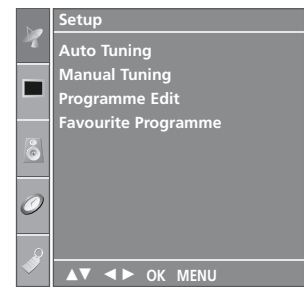 Setup
Auto Tuning
Manual Tuning
Programme Edit
Favourite Programme
▲▼ ◄► OK MENU